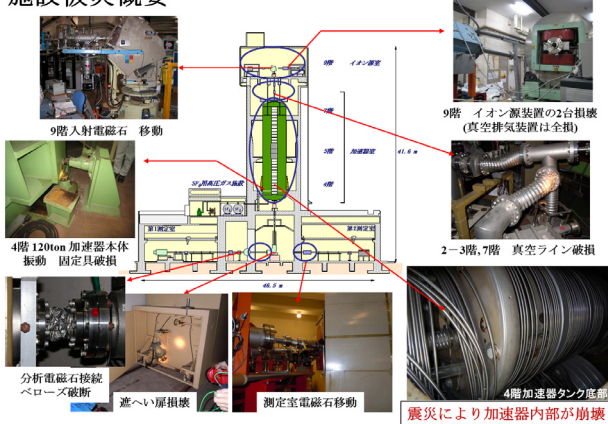 施設被災概要
9階入射電磁石　移動
9階　イオン源装置の2台損壊
(真空排気装置は全損)
9階　イオン源室
7階
5階　加速器室
4階
41.6 m
SF6用高圧ガス施設
第1測定室
第2測定室
46.5 m
4階 120ton 加速器本体
振動　固定具破損
2－3階, 7階　真空ライン破損
分析電磁石接続
ベローズ破断
遮へい扉損壊
測定室電磁石移動
4階加速器タンク底部
震災により加速器内部が崩壊